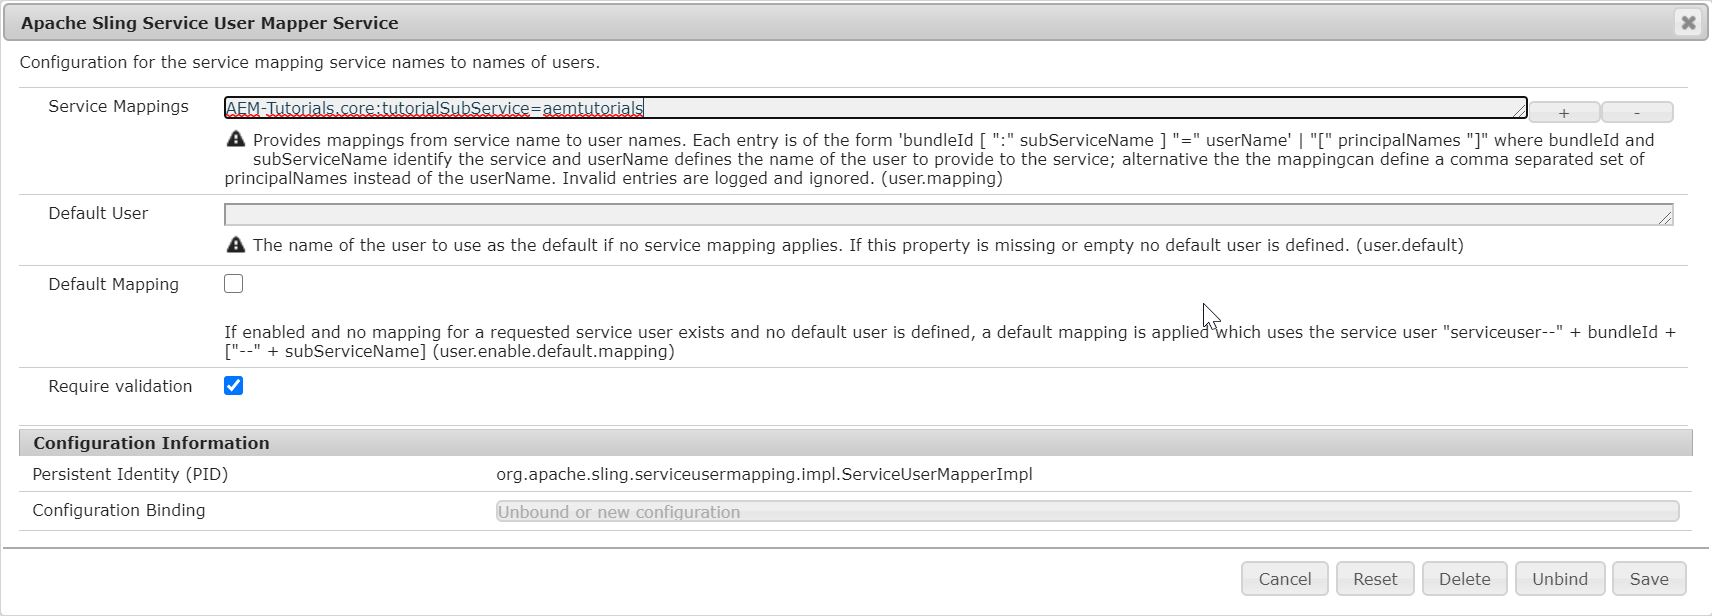 Apache Sling Service User Mapper Service
Configuration for the service mapping service names to names of users.
Service Mappings
AEM-Tutorials.core:tutorialSubService=aemtutorials
+ -
Provides mappings from service name to user names. Each entry is of the form 'bundleId [ ":" subServiceName ] "=" userName' | "[" principalNames "]" where bundleId and
subServiceName identify the service and userName defines the name of the user to provide to the service; alternative the the mappingcan define a comma separated set of
principalNames instead of the userName. Invalid entries are logged and ignored. (user.mapping)
Default User
The name of the user to use as the default if no service mapping applies. If this property is missing or empty no default user is defined. (user.default)
Default Mapping
If enabled and no mapping for a requested service user exists and no default user is defined, a default mapping is applied which uses the service user "serviceuser--" + bundleId +
["--" + subServiceName] (user.enable.default.mapping)
Require validation
Configuration Information
Persistent Identity (PID) org.apache.sling.serviceusermapping.impl.ServiceUserMapperImpl
Configuration Binding Unbound or new configuration
Cancel Reset Delete Unbind Save